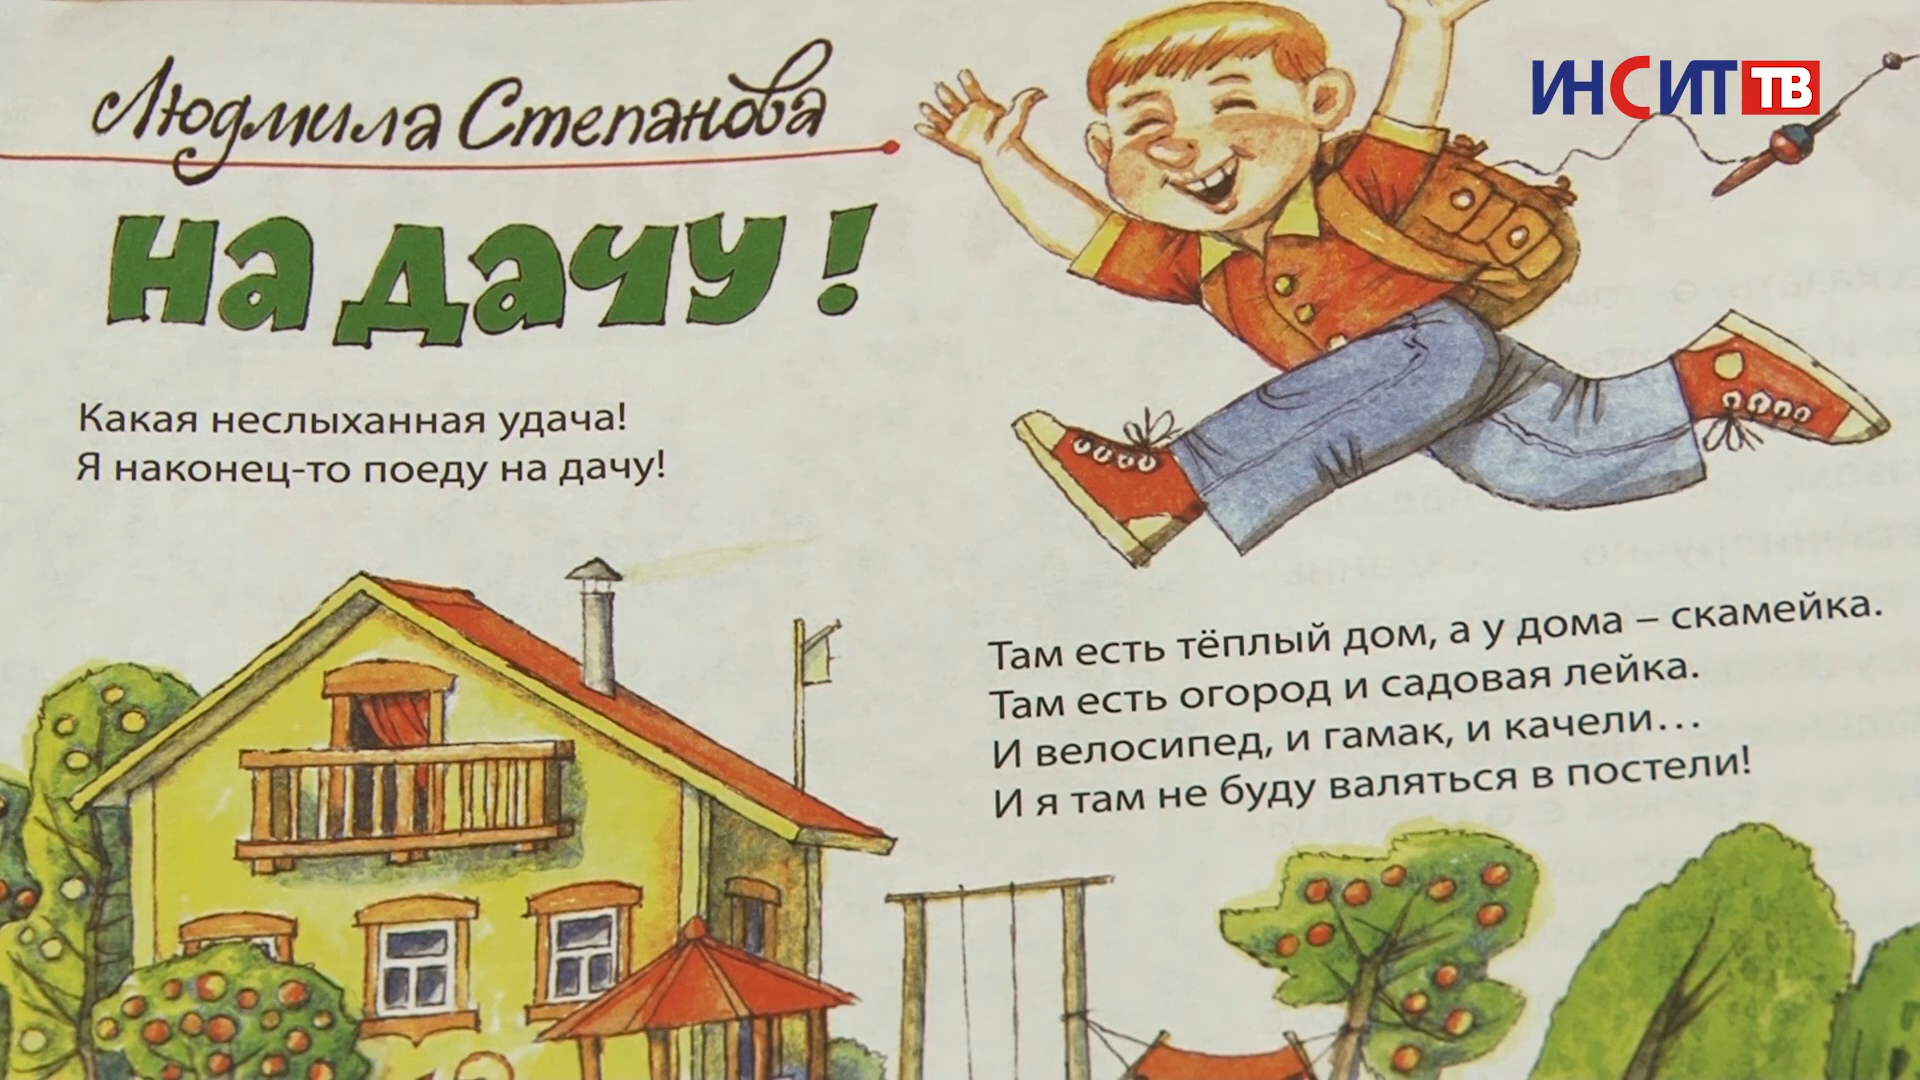 Людмила Степанова
ИНСИТ ТВ
на дачу!
Какая неслыханная удача!
Я наконец-то поеду на дачу!
Там есть тёплый дом, а у дома – скамейка.
Там есть огород и садовая лейка.
И велосипед, и гамак, и качели...
И я там не буду валяться в постели!